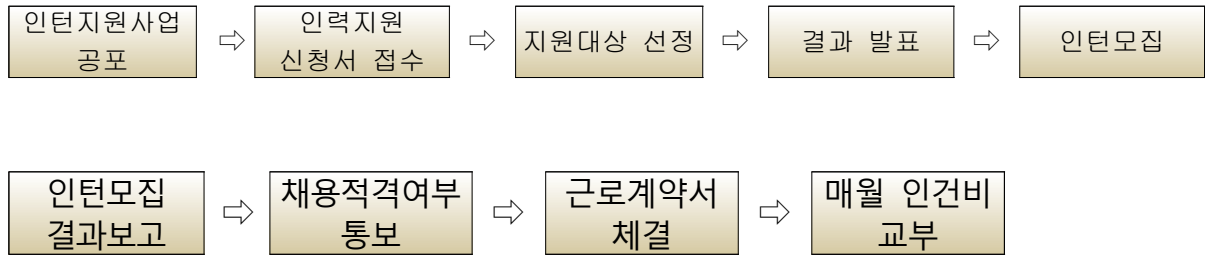 인턴지원사업
공포
⇨
인력지원
신청서 접수
⇨
지원대상 선정
⇨
결과 발표
⇨
인턴모집
인턴모집
결과보고
⇨
채용적격여부
통보
⇨
근로계약서
체결
⇨
매월 인건비
교부